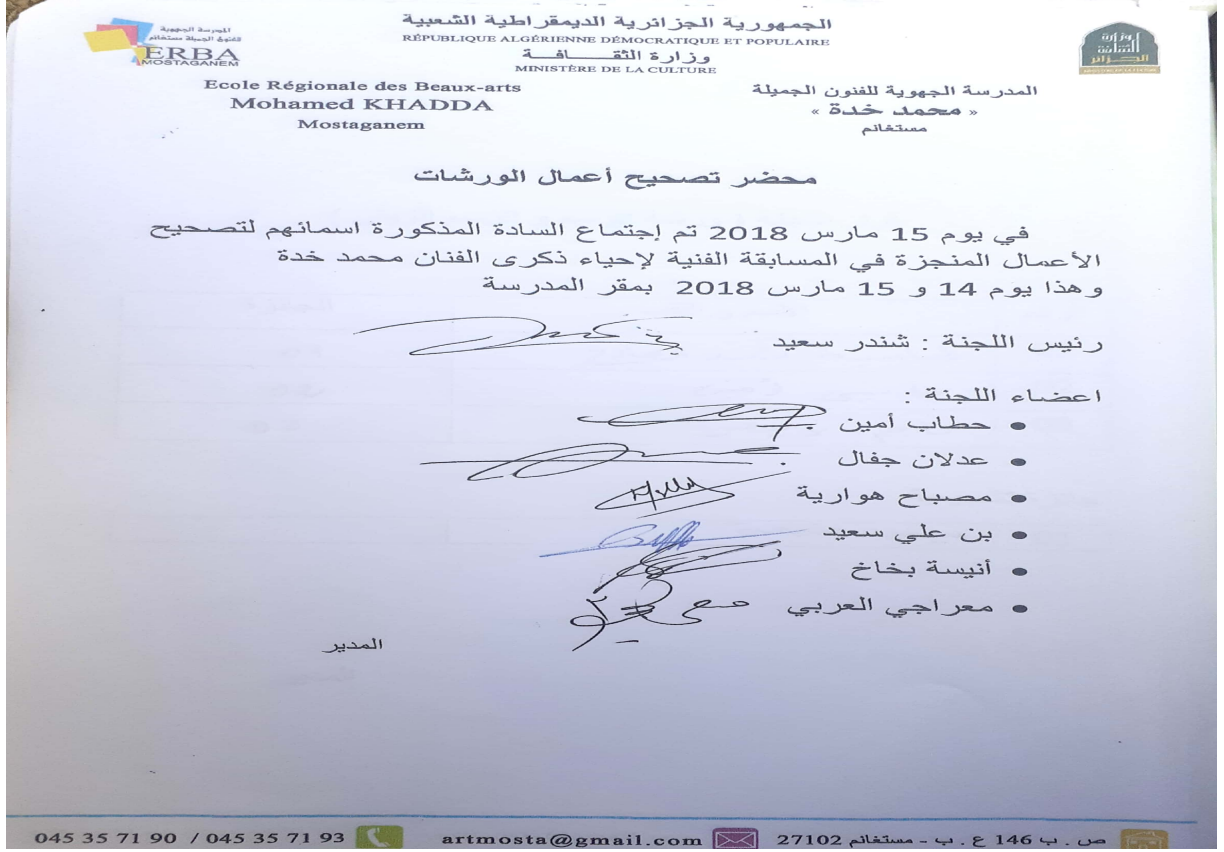 المدرسة الجهوية
للفنون الجميلة مستغانم
ERBA
MOSTAGANEM
الجمهورية الجزائرية الديمقراطية الشعبية
RÉPUBLIQUE ALGÉRIENNE DÉMOCRATIQUE ET POPULAIRE
وزارة الثقـــــافـــة
MINISTÈRE DE LA CULTURE
وزارة
الثقافة
الجـزائر
Ecole Régionale des Beaux-arts
Mohamed KHADDA
Mostaganem
المدرسة الجهوية للفنون الجميلة
« محمد خدة »
مستغانم
محضر تصحيح أعمال الورشات
في يوم 15 مارس 2018 تم إجتماع السادة المذكورة اسمائهم لتصحيح
الأعمال المنجزة في المسابقة الفنية لإحياء ذكرى الفنان محمد خدة
وهذا يوم 14 و 15 مارس 2018 بمقر المدرسة
رئيس اللجنة : شندر سعيد
اعضاء اللجنة :
• حطاب أمين
• عدلان جفال
• مصباح هوارية
• بن علي سعيد
• أنيسة بخاخ
• معراجي العربي
المدير
045 35 71 90 / 045 35 71 93
artmosta@gmail.com
ص . ب 146 ع . ب - مستغانم 27102